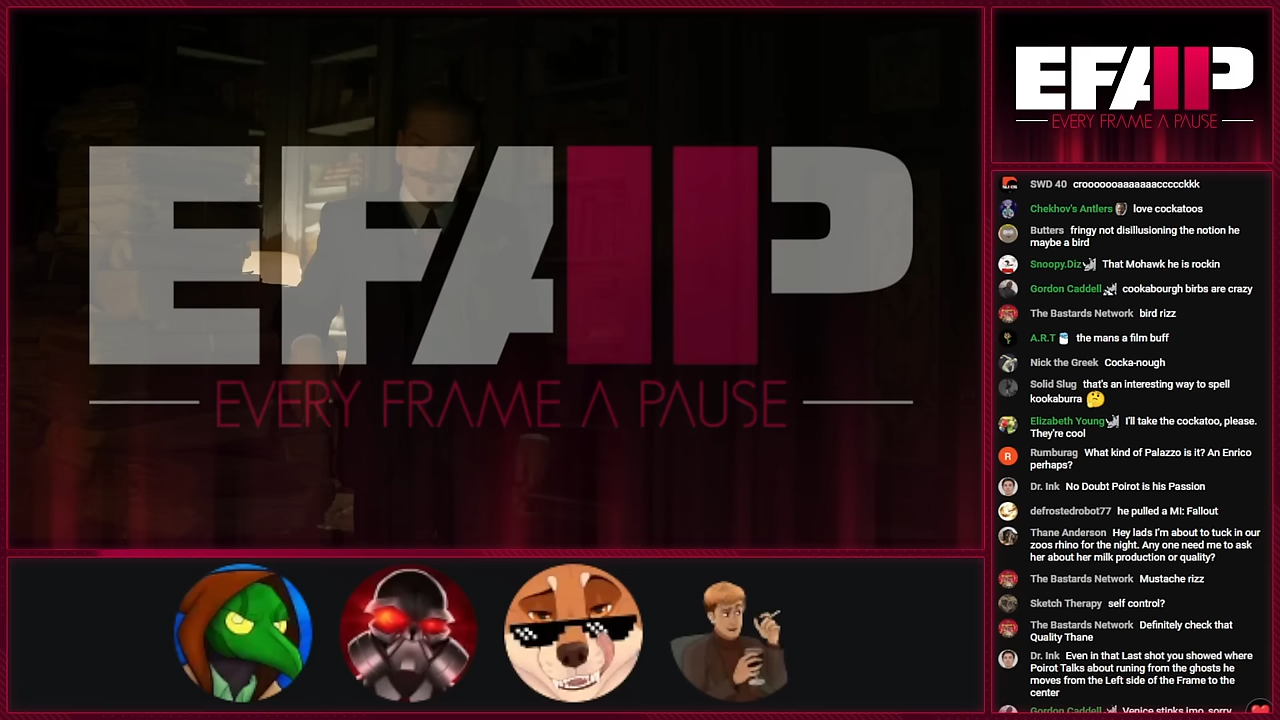 EFAP
EVERY FRAME A PAUSE
EFAP
EVERY FRAME A PAUSE
SWD 40 crooooooaaaaaaacccccckkk
Chekhov's Antlers love cockatoos
Butters fringy not disillusioning the notion he
maybe a bird
Snoopy.Diz That Mohawk he is rockin
Gordon Caddell cookabourgh birbs are crazy
The Bastards Network bird rizz
A.R.T the mans a film buff
Nick the Greek Cocka-nough
Solid Slug that's an interesting way to spell
kookaburra 🤔
Elizabeth Young I'll take the cockatoo, please.
They're cool
R
Rumburag What kind of Palazzo is it? An Enrico
perhaps?
Dr. Ink No Doubt Poirot is his Passion
defrostedrobot77 he pulled a MI: Fallout
Thane Anderson Hey lads I'm about to tuck in our
zoos rhino for the night. Any one need me to ask
her about her milk production or quality?
The Bastards Network Mustache rizz
Sketch Therapy self control?
The Bastards Network Definitely check that
Quality Thane
Dr. Ink Even in that Last shot you showed where
Poirot Talks about runing from the ghosts he
moves from the Left side of the Frame to the
center
Gordon Caddell Venice stinks imo, sorry